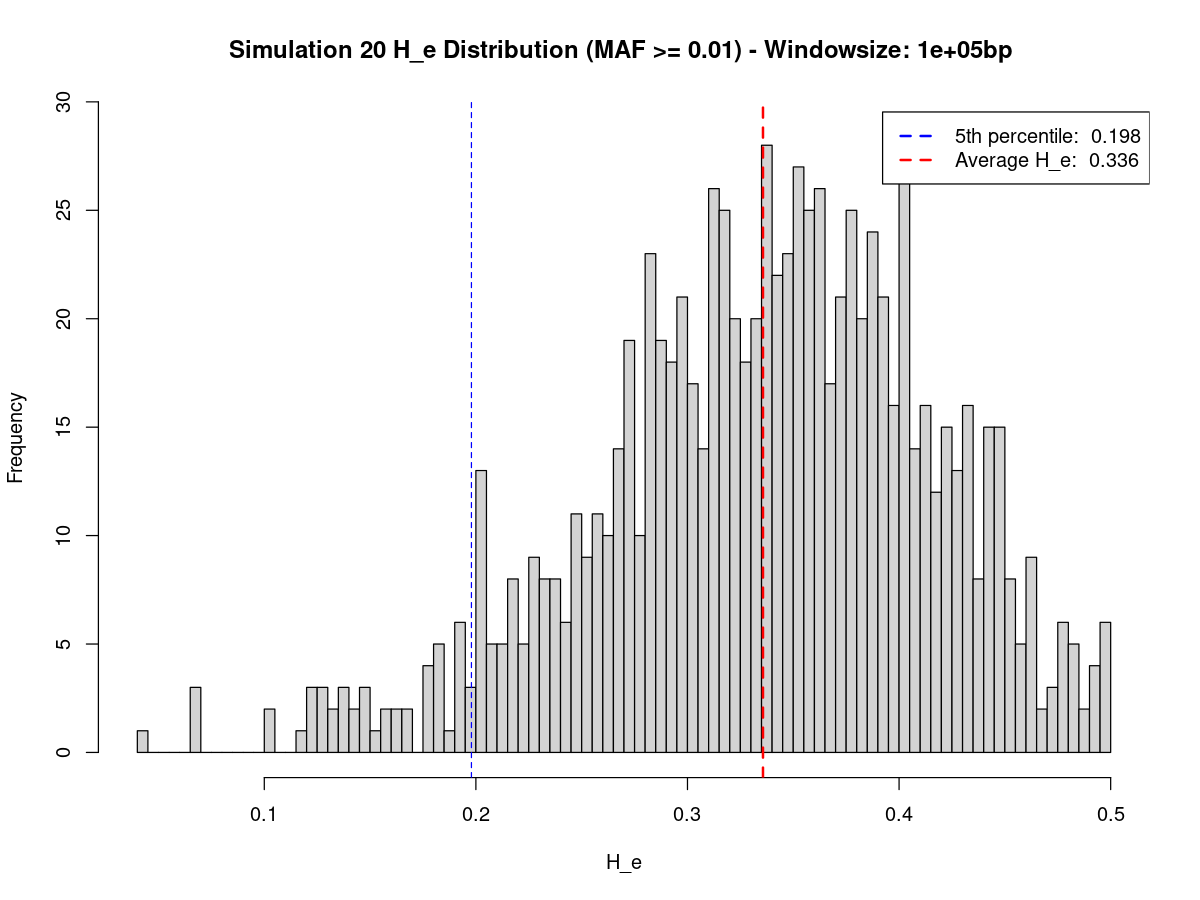 Simulation 20 H_e Distribution (MAF >= 0.01) - Windowsize: 1e+05bp
5th percentile: 0.198
Average H_e: 0.336
Frequency
30
25
20
15
10
5
0
0.1 0.2 0.3 0.4 0.5
H_e